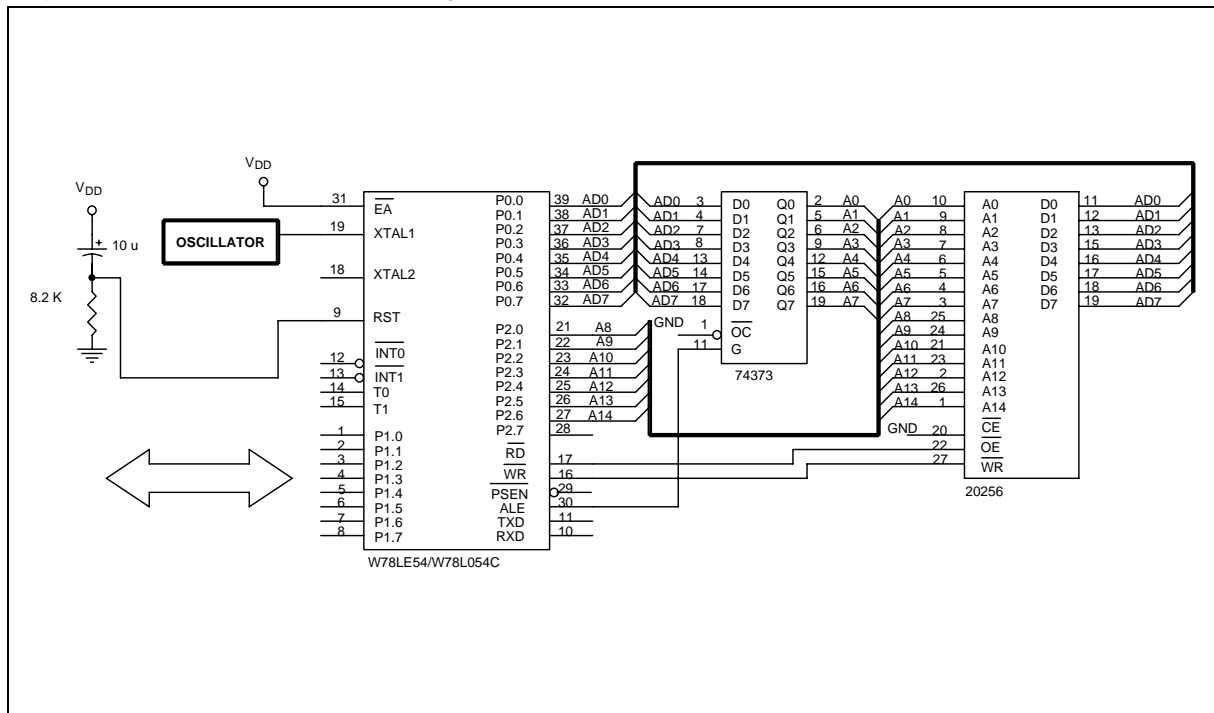 VDD
10 u
8.2 K
VDD
OSCILLATOR
31 EA
19 XTAL1
18 XTAL2
9 RST
12 INT0
13 INT1
14 T0
15 T1
1 P1.0
2 P1.1
3 P1.2
4 P1.3
5 P1.4
6 P1.5
7 P1.6
8 P1.7
P0.0 39 AD0
P0.1 38 AD1
P0.2 37 AD2
P0.3 36 AD3
P0.4 35 AD4
P0.5 34 AD5
P0.6 33 AD6
P0.7 32 AD7
P2.0 21 A8
P2.1 22 A9
P2.2 23 A10
P2.3 24 A11
P2.4 25 A12
P2.5 26 A13
P2.6 27 A14
P2.7 28
RD 17
WR 16
PSEN 29
ALE 30
TXD 11
RXD 10
W78LE54/W78L054C
AD0 3 D0 Q0 2 A0
AD1 4 D1 Q1 5 A1
AD2 7 D2 Q2 6 A2
AD3 8 D3 Q3 9 A3
AD4 13 D4 Q4 12 A4
AD5 14 D5 Q5 15 A5
AD6 17 D6 Q6 16 A6
AD7 18 D7 Q7 19 A7
GND 1 OC
11 G
74373
A0 10 A0
A1 9 A1
A2 8 A2
A3 7 A3
A4 6 A4
A5 5 A5
A6 4 A6
A7 3 A7
A8 25 A8
A9 24 A9
A10 21 A10
A11 23 A11
A12 2 A12
A13 26 A13
A14 1 A14
GND 20 CE
22 OE
27 WR
D0 11 AD0
D1 12 AD1
D2 13 AD2
D3 15 AD3
D4 16 AD4
D5 17 AD5
D6 18 AD6
D7 19 AD7
20256